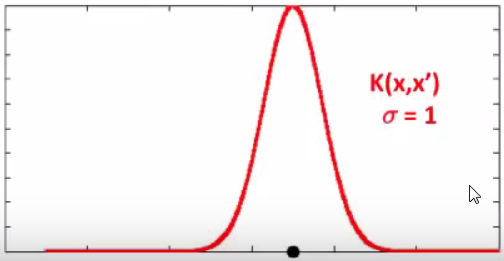 K(x,x’)
σ = 1